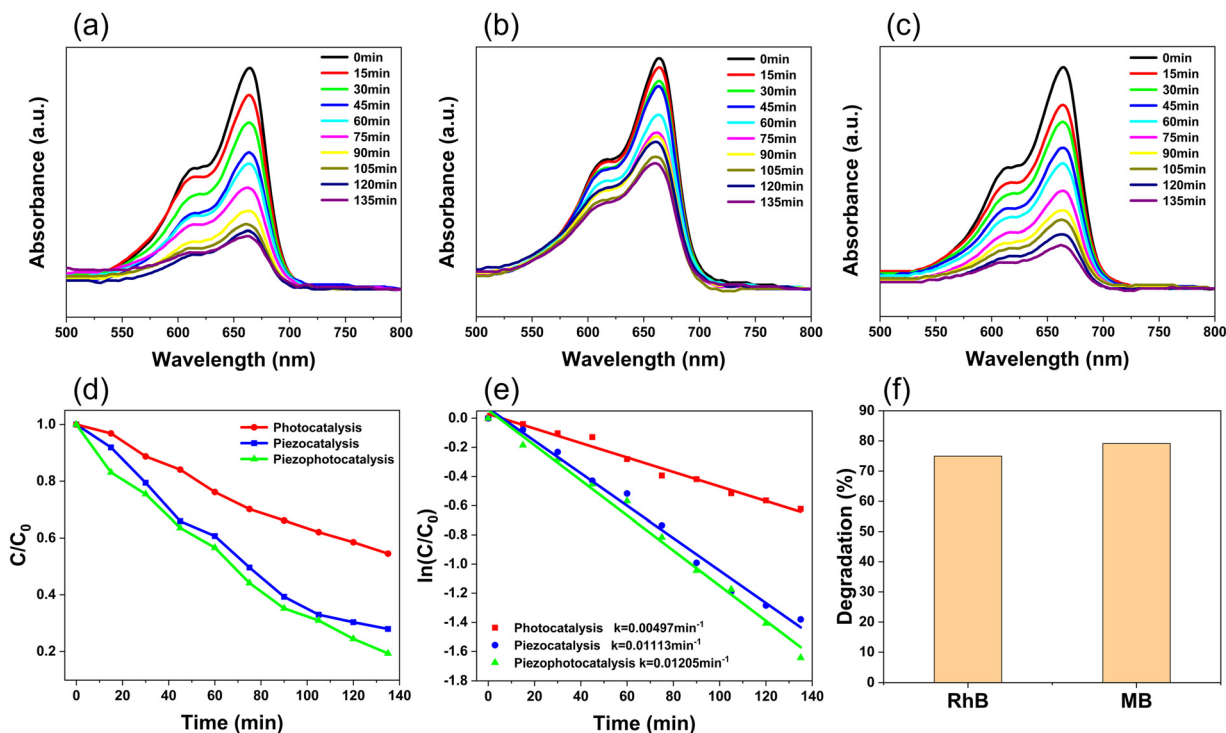 (a)
0min
15min
30min
45min
60min
75min
90min
105min
120min
135min
Absorbance (a.u.)
500 550 600 650 700 750 800
Wavelength (nm)
(b)
0min
15min
30min
45min
60min
75min
90min
105min
120min
135min
Absorbance (a.u.)
500 550 600 650 700 750 800
Wavelength (nm)
(c)
0min
15min
30min
45min
60min
75min
90min
105min
120min
135min
Absorbance (a.u.)
500 550 600 650 700 750 800
Wavelength (nm)
(d)
Photocatalysis
Piezocatalysis
Piezophotocatalysis
C/C₀
1.0
0.8
0.6
0.4
0.2
0 20 40 60 80 100 120 140
Time (min)
(e)
ln(C/C₀)
0.0
-0.2
-0.4
-0.6
-0.8
-1.0
-1.2
-1.4
-1.6
-1.8
Photocatalysis k=0.00497min⁻¹
Piezocatalysis k=0.01113min⁻¹
Piezophotocatalysis k=0.01205min⁻¹
0 20 40 60 80 100 120 140
Time (min)
(f)
Degradation (%)
90
80
70
60
50
40
30
20
10
0
RhB MB